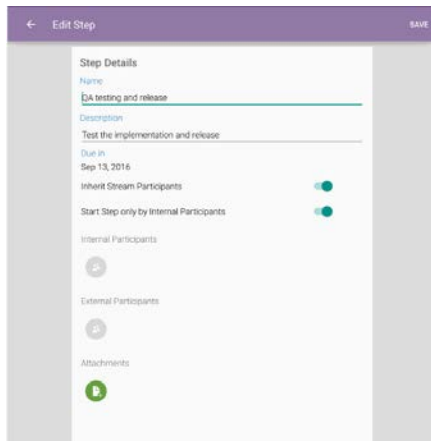 Edit Step
SAVE
Step Details
Name
QA testing and release
Description
Test the implementation and release
Due in
Sep 13, 2016
Inherit Stream Participants
Start Step only by Internal Participants
Internal Participants
External Participants
Attachments